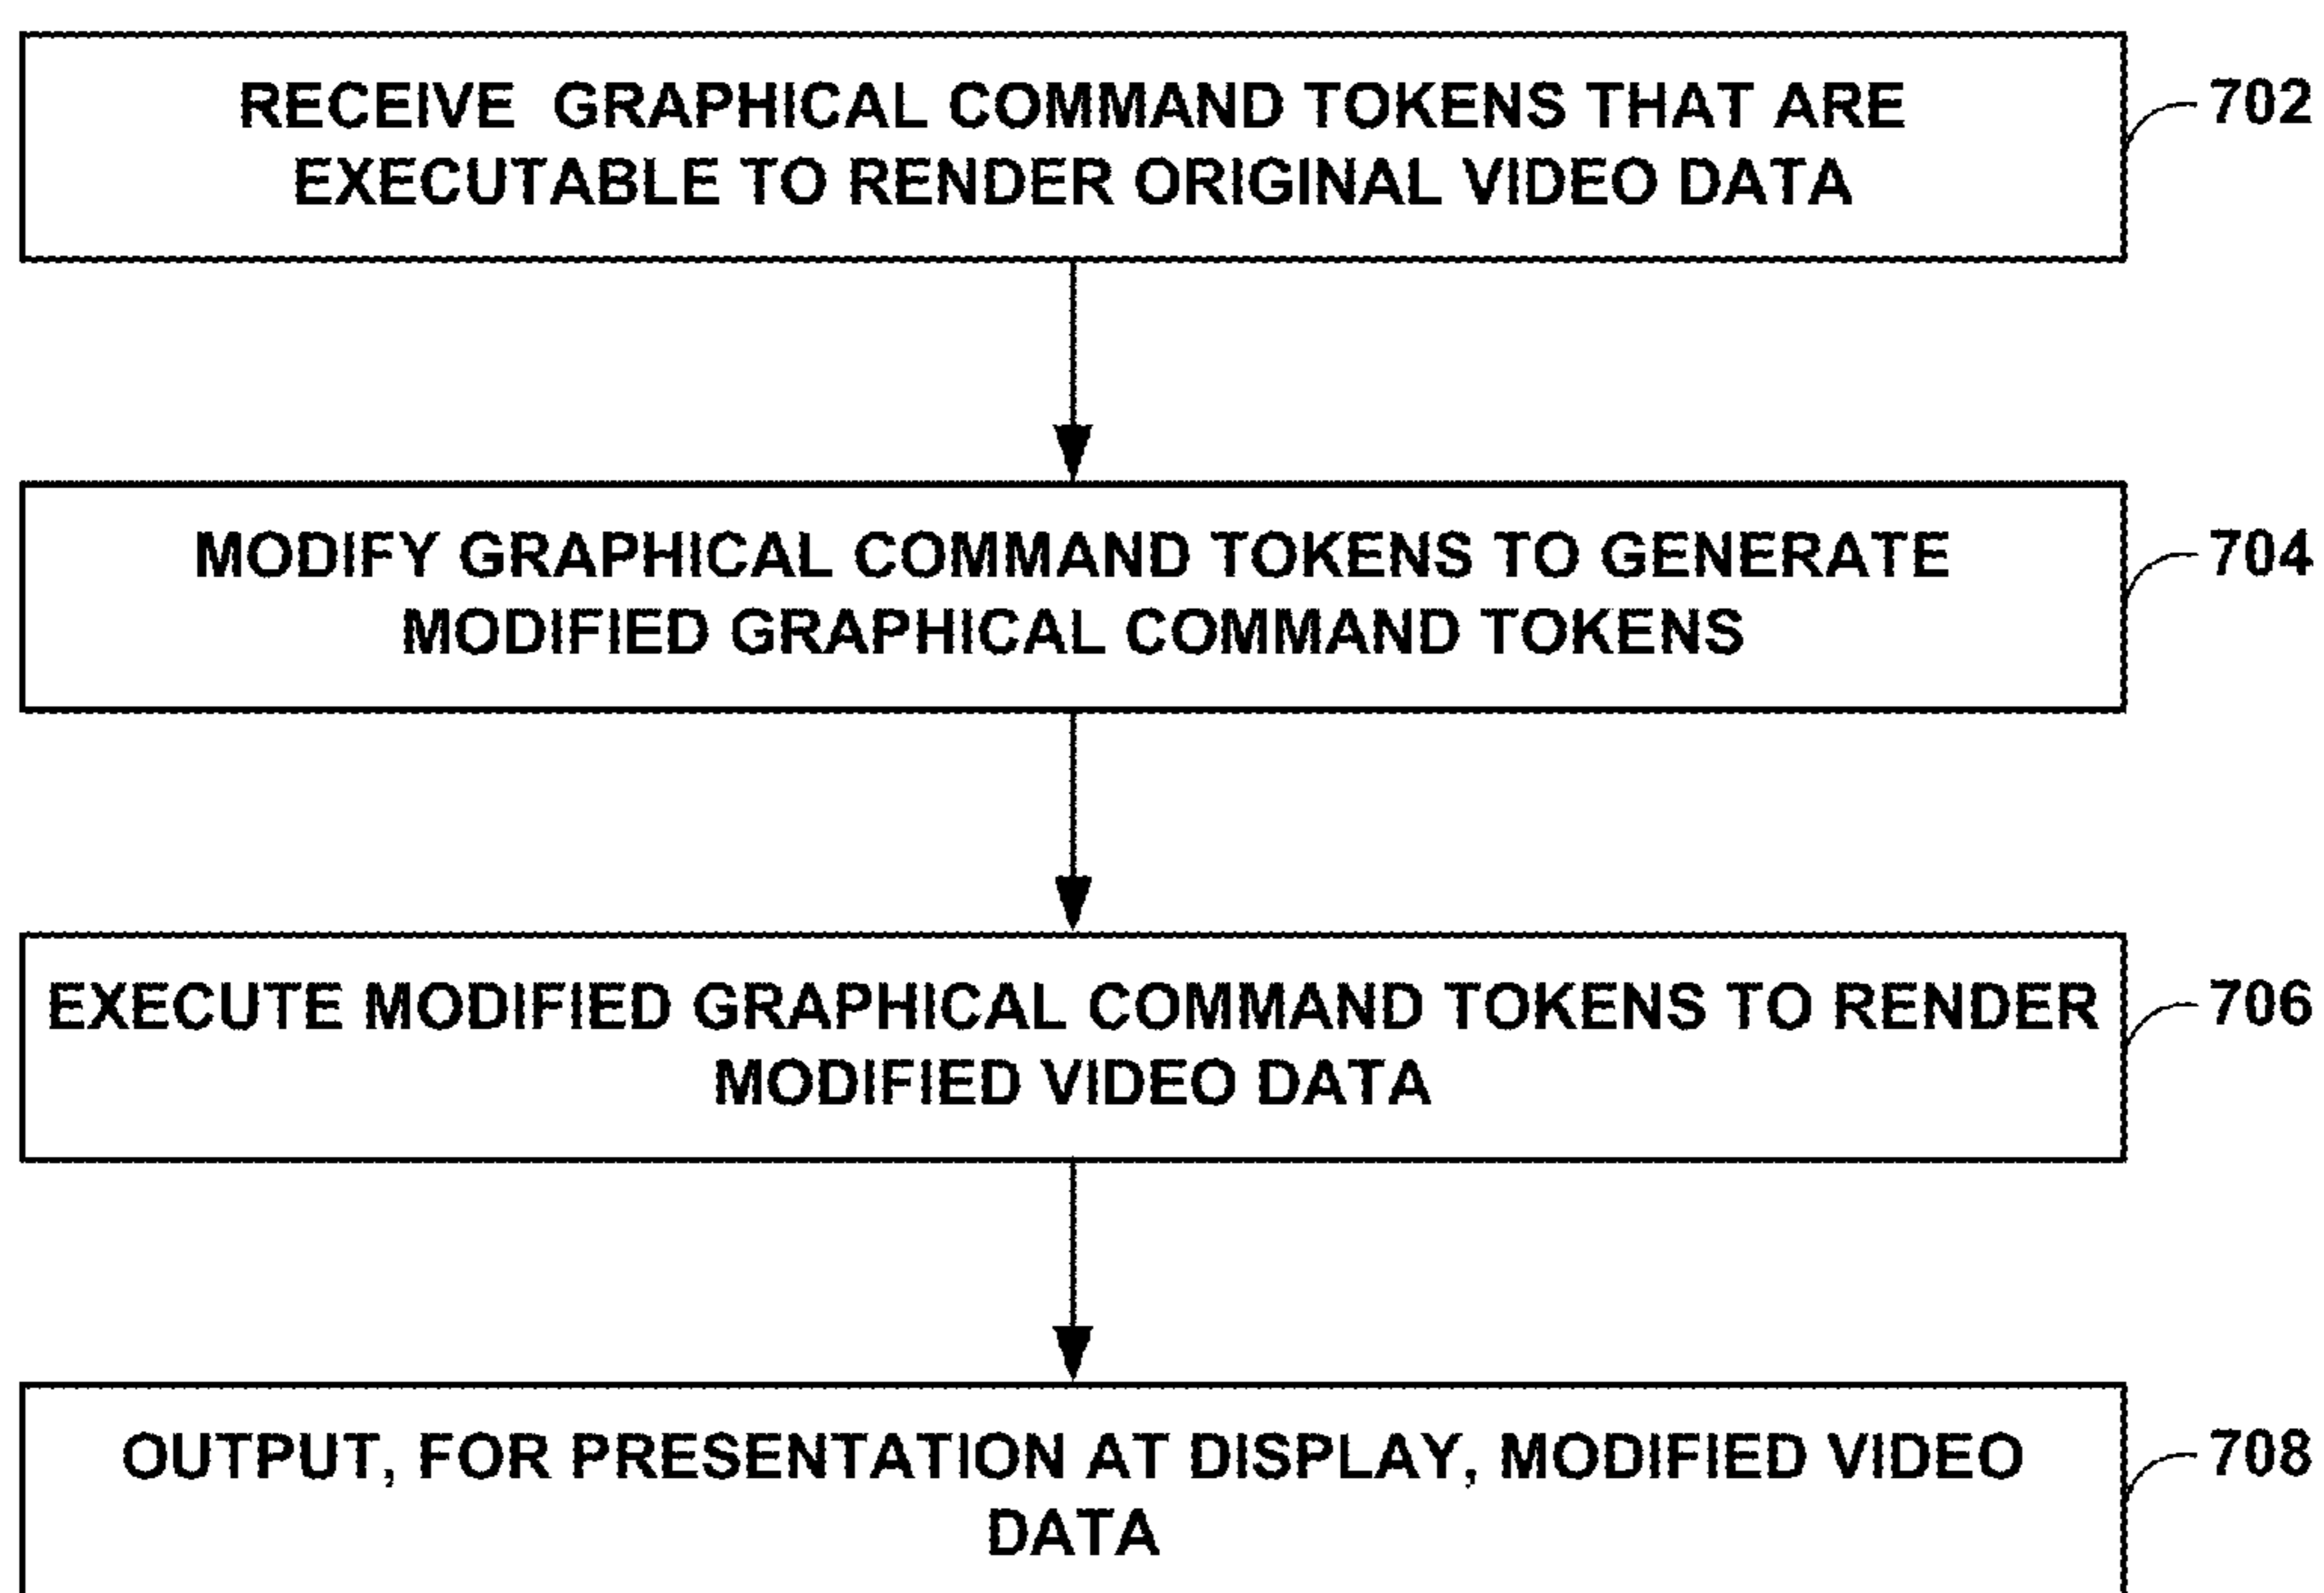 RECEIVE GRAPHICAL COMMAND TOKENS THAT ARE
EXECUTABLE TO RENDER ORIGINAL VIDEO DATA
702
MODIFY GRAPHICAL COMMAND TOKENS TO GENERATE
MODIFIED GRAPHICAL COMMAND TOKENS
704
EXECUTE MODIFIED GRAPHICAL COMMAND TOKENS TO RENDER
MODIFIED VIDEO DATA
706
OUTPUT, FOR PRESENTATION AT DISPLAY, MODIFIED VIDEO
DATA
708